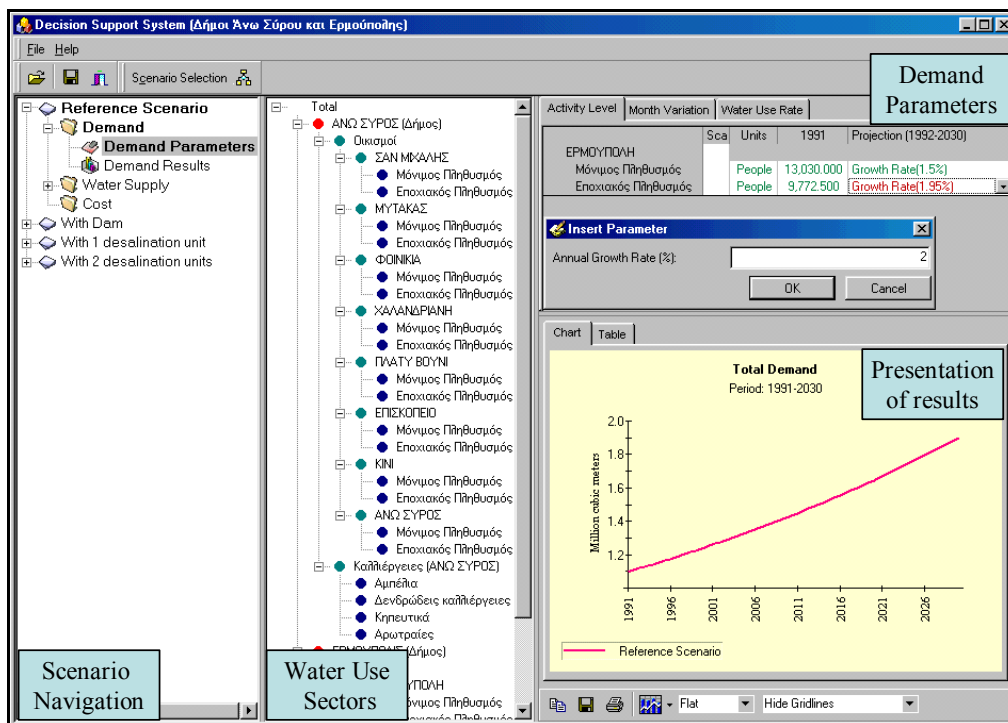 Decision Support System (Δήμοι Άνω Σύρου και Ερμούπολης)
File Help
Scenario Selection
Demand
Parameters
Reference Scenario
Demand
Demand Parameters
Demand Results
Water Supply
Cost
With Dam
With 1 desalination unit
With 2 desalination units
Scenario
Navigation
Total
ΑΝΩ ΣΥΡΟΣ (Δήμος)
Οικισμοί
ΣΑΝ ΜΙΧΑΛΗΣ
Μόνιμος Πληθυσμός
Εποχιακός Πληθυσμός
ΜΥΤΑΚΑΣ
Μόνιμος Πληθυσμός
Εποχιακός Πληθυσμός
ΦΟΙΝΙΚΙΑ
Μόνιμος Πληθυσμός
Εποχιακός Πληθυσμός
ΧΑΛΑΝΔΡΙΑΝΗ
Μόνιμος Πληθυσμός
Εποχιακός Πληθυσμός
ΠΛΑΤΥ ΒΟΥΝΙ
Μόνιμος Πληθυσμός
Εποχιακός Πληθυσμός
ΕΠΙΣΚΟΠΕΙΟ
Μόνιμος Πληθυσμός
Εποχιακός Πληθυσμός
ΚΙΝΙ
Μόνιμος Πληθυσμός
Εποχιακός Πληθυσμός
ΑΝΩ ΣΥΡΟΣ
Μόνιμος Πληθυσμός
Εποχιακός Πληθυσμός
Καλλιέργειες (ΑΝΩ ΣΥΡΟΣ)
Αμπέλια
Δενδρώδεις καλλιέργειες
Κηπευτικά
Αρωτραίες
(Δήμος)
Water Use
Sectors
Activity Level Month Variation Water Use Rate
Sca Units 1991 Projection (1992-2030)
ΕΡΜΟΥΠΟΛΗ
Μόνιμος Πληθυσμός People 13,030.000 Growth Rate(1.5%)
Εποχιακός Πληθυσμός People 9,772.500 Growth Rate(1.95%)
Insert Parameter
Annual Growth Rate (%): 2
OK Cancel
Chart Table
Total Demand
Period: 1991-2030
Presentation
of results
Million cubic meters
2.0
1.8
1.6
1.4
1.2
1991 1996 2001 2006 2011 2016 2021 2026
Reference Scenario
Flat Hide Gridlines